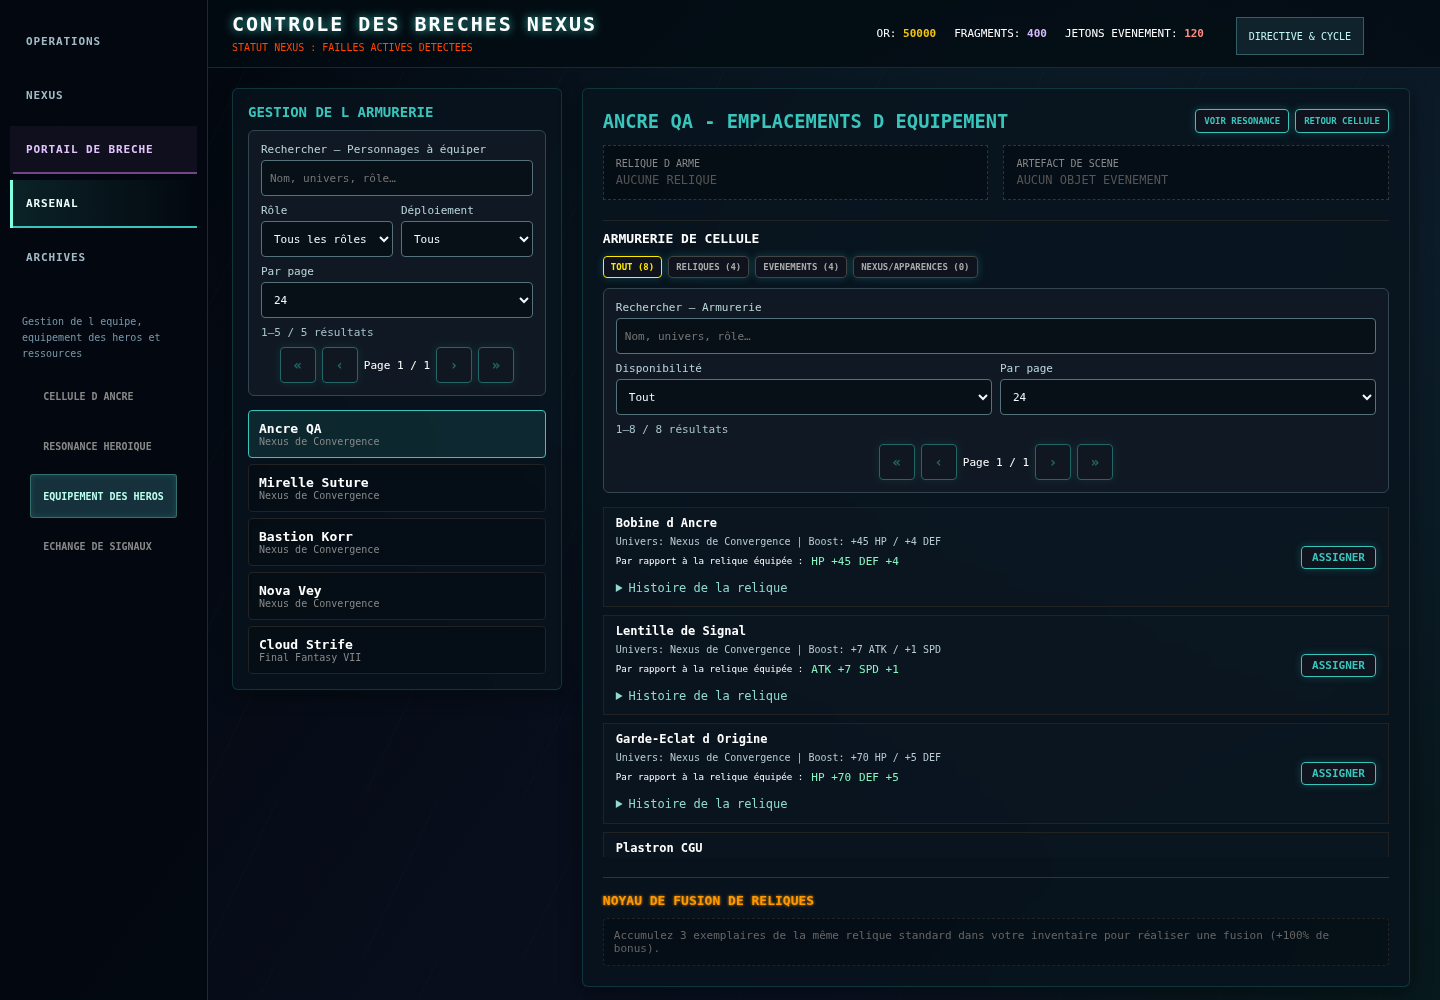 OPERATIONS
NEXUS
PORTAIL DE BRECHE
ARSENAL
ARCHIVES
Gestion de l equipe,
equipement des heros et
ressources
CELLULE D ANCRE
RESONANCE HEROIQUE
EQUIPEMENT DES HEROS
ECHANGE DE SIGNAUX
CONTROLE DES BRECHES NEXUS
STATUT NEXUS : FAILLES ACTIVES DETECTEES
OR: 50000 FRAGMENTS: 400 JETONS EVENEMENT: 120
DIRECTIVE & CYCLE
GESTION DE L ARMURERIE
Rechercher — Personnages à équiper
Nom, univers, rôle…
Rôle Déploiement
Tous les rôles Tous
Par page
24
1–5 / 5 résultats
« ‹ Page 1 / 1 › »
Ancre QA
Nexus de Convergence
Mirelle Suture
Nexus de Convergence
Bastion Korr
Nexus de Convergence
Nova Vey
Nexus de Convergence
Cloud Strife
Final Fantasy VII
ANCRE QA - EMPLACEMENTS D EQUIPEMENT
VOIR RESONANCE RETOUR CELLULE
RELIQUE D ARME
AUCUNE RELIQUE
ARTEFACT DE SCENE
AUCUN OBJET EVENEMENT
ARMURERIE DE CELLULE
TOUT (8) RELIQUES (4) EVENEMENTS (4) NEXUS/APPARENCES (0)
Rechercher — Armurerie
Nom, univers, rôle…
Disponibilité Par page
Tout 24
1–8 / 8 résultats
« ‹ Page 1 / 1 › »
Bobine d Ancre
Univers: Nexus de Convergence | Boost: +45 HP / +4 DEF
Par rapport à la relique équipée : HP +45 DEF +4
▶ Histoire de la relique
ASSIGNER
Lentille de Signal
Univers: Nexus de Convergence | Boost: +7 ATK / +1 SPD
Par rapport à la relique équipée : ATK +7 SPD +1
▶ Histoire de la relique
ASSIGNER
Garde-Eclat d Origine
Univers: Nexus de Convergence | Boost: +70 HP / +5 DEF
Par rapport à la relique équipée : HP +70 DEF +5
▶ Histoire de la relique
ASSIGNER
Plastron CGU
NOYAU DE FUSION DE RELIQUES
Accumulez 3 exemplaires de la même relique standard dans votre inventaire pour réaliser une fusion (+100% de
bonus).